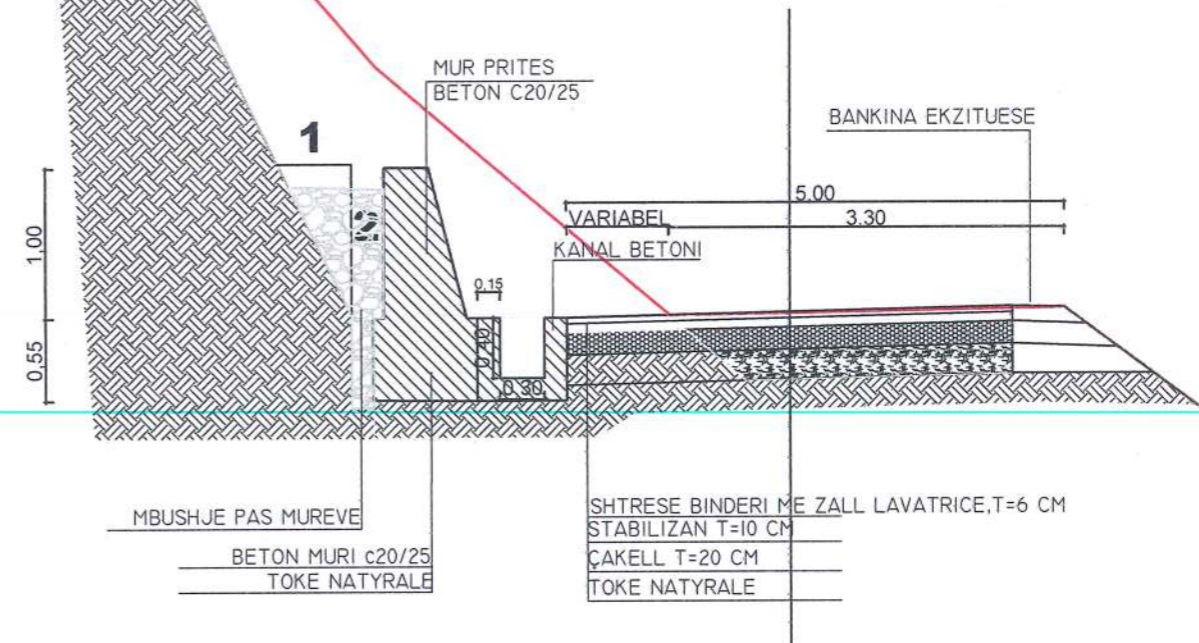 MUR PRITES
BETON C20/25
BANKINA EKZITUESE
1
2
5.00
VARIABEL
3.30
KANAL BETONI
1.00
0.15
0.40
0.30
0,55
MBUSHJE PAS MUREVE
BETON MURI c20/25
TOKE NATYRALE
SHTRESE BINDERI ME ZALL LAVATRICE,T=6 CM
STABILIZAN T=10 CM
ÇAKELL T=20 CM
TOKE NATYRALE